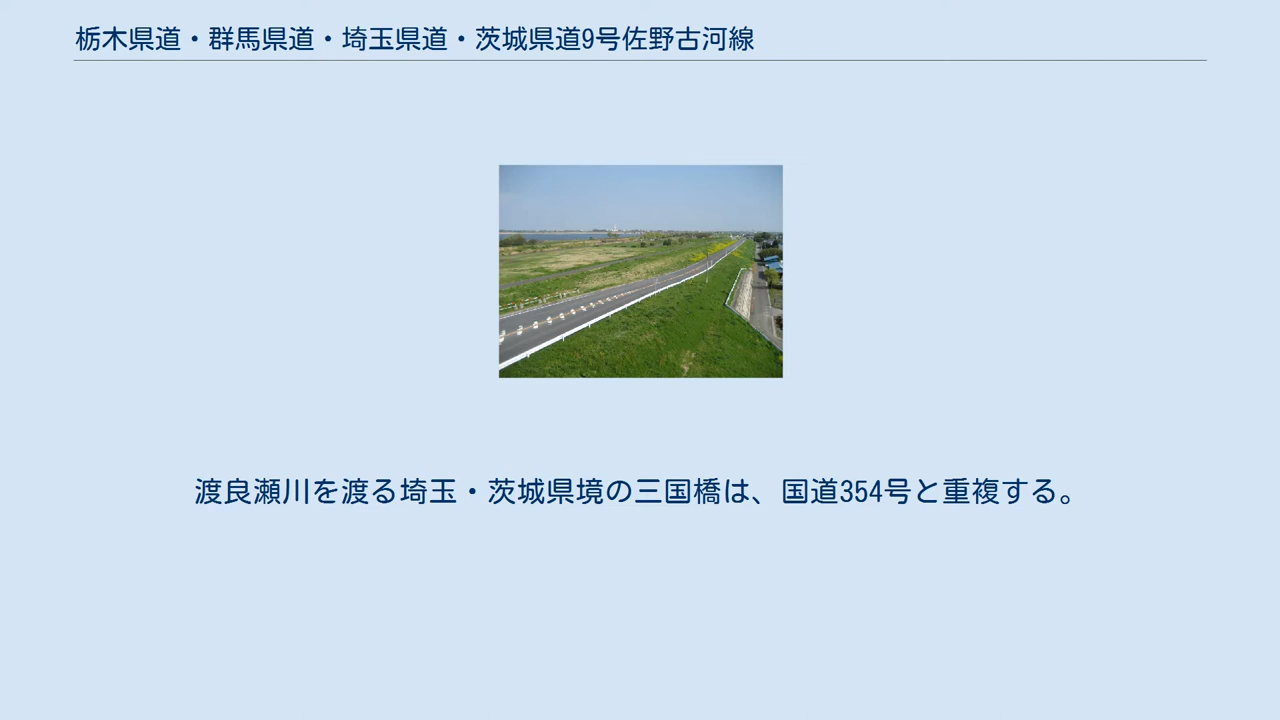 栃木県道・群馬県道・埼玉県道・茨城県道9号佐野古河線
渡良瀬川を渡る埼玉・茨城県境の三国橋は、国道354号と重複する。